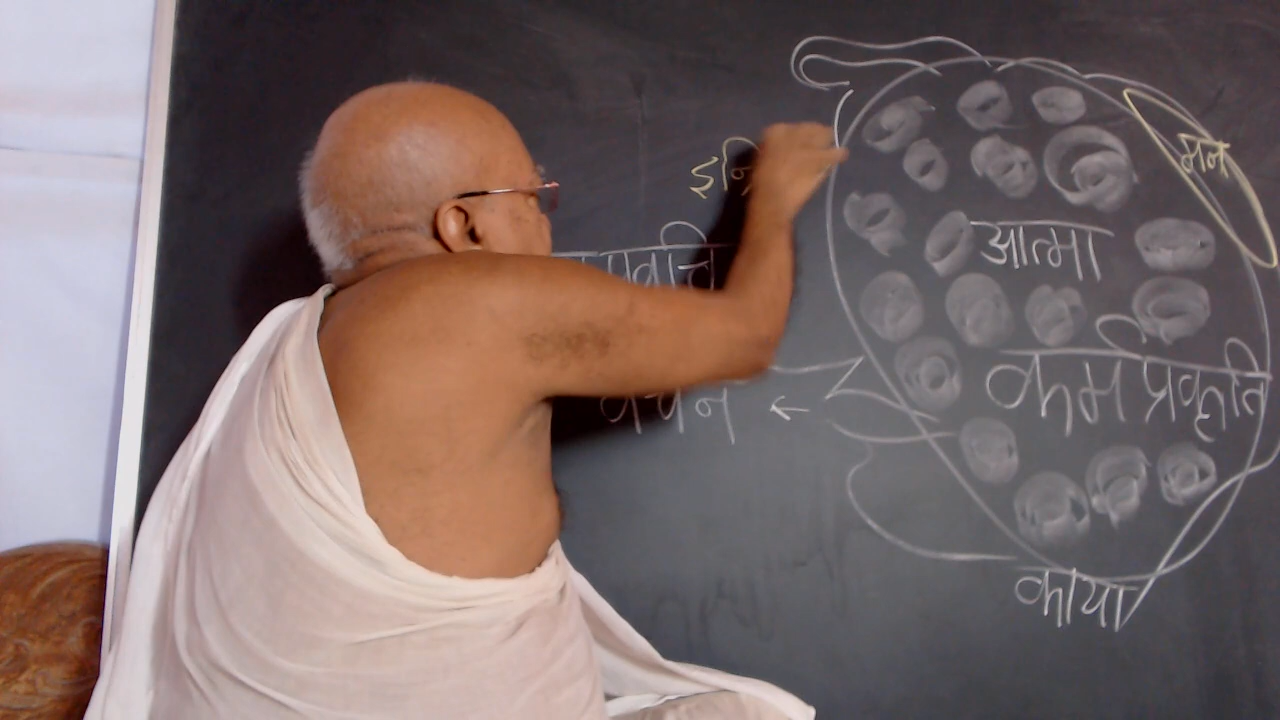 मन
आत्मा
कर्म प्रकृति
वचन ←
काया